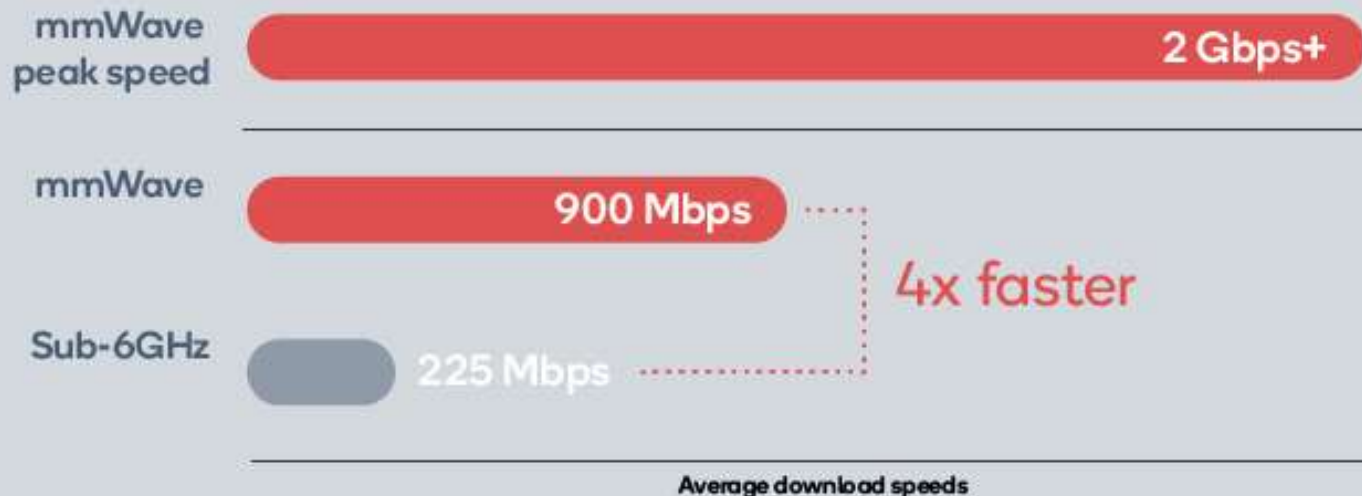 mmWave
peak speed
2 Gbps+
mmWave
900 Mbps
4x faster
Sub-6GHz
225 Mbps
Average download speeds